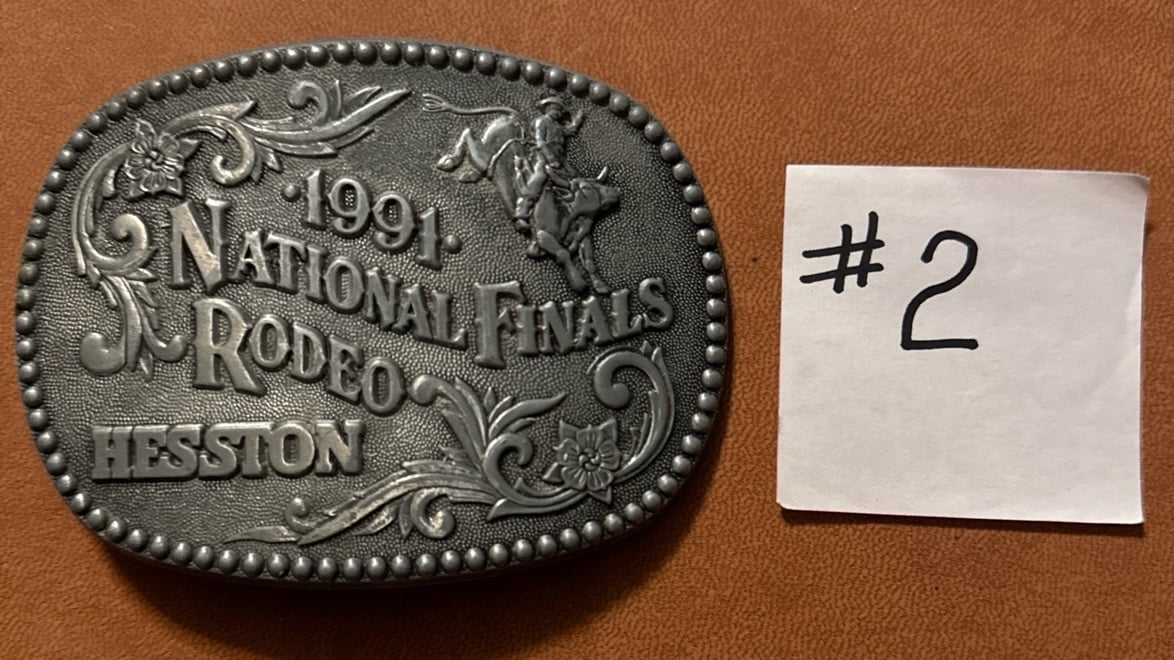 ·1991·
NATIONAL FINALS
RODEO
HESSTON
#2